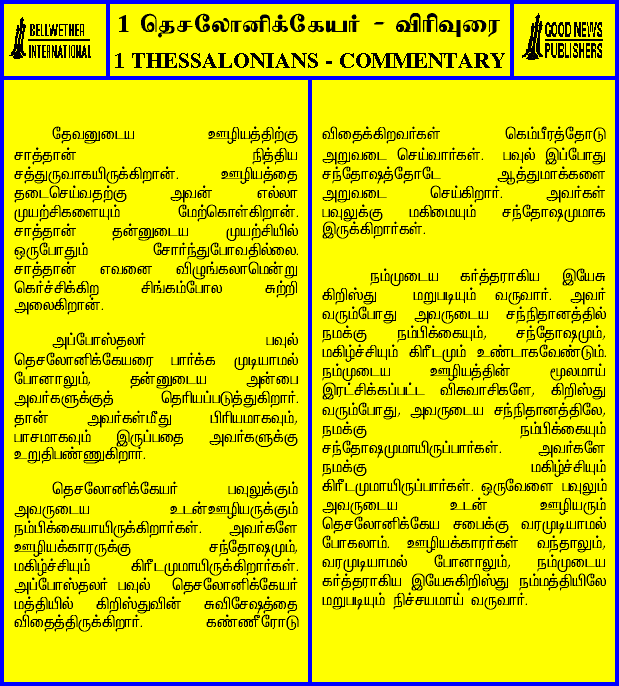 BELLWETHER
INTERNATIONAL
1 தெசலோனிக்கேயர் - விரிவுரை
1 THESSALONIANS - COMMENTARY
GOOD NEWS
PUBLISHERS
தேவனுடைய ஊழியத்திற்கு
சாத்தான் நித்திய
சத்துருவாகயிருக்கிறான். ஊழியத்தை
தடைசெய்வதற்கு அவன் எல்லா
முயற்சிகளையும் மேற்கொள்கிறான்.
சாத்தான் தன்னுடைய முயற்சியில்
ஒருபோதும் சோர்ந்துபோவதில்லை.
சாத்தான் எவனை விழுங்கலாமென்று
கெர்ச்சிக்கிற சிங்கம்போல சுற்றி
அலைகிறான்.
அப்போஸ்தலர் பவுல்
தெசலோனிக்கேயரை பார்க்க முடியாமல்
போனாலும், தன்னுடைய அன்பை
அவர்களுக்குத் தெரியப்படுத்துகிறார்.
தான் அவர்கள்மீது பிரியமாகவும்,
பாசமாகவும் இருப்பதை அவர்களுக்கு
உறுதிபண்ணுகிறார்.
தெசலோனிக்கேயர் பவுலுக்கும்
அவருடைய உடன்ஊழியருக்கும்
நம்பிக்கையாயிருக்கிறார்கள். அவர்களே
ஊழியக்காரருக்கு சந்தோஷமும்,
மகிழ்ச்சியும் கிரீடமுமாயிருக்கிறார்கள்.
அப்போஸ்தலர் பவுல் தெசலோனிக்கேயர்
மத்தியில் கிறிஸ்துவின் சுவிசேஷத்தை
விதைத்திருக்கிறார். கண்ணீரோடு
விதைக்கிறவர்கள் கெம்பீரத்தோடு
அறுவடை செய்வார்கள். பவுல் இப்போது
சந்தோஷத்தோடே ஆத்துமாக்களை
அறுவடை செய்கிறார். அவர்கள்
பவுலுக்கு மகிமையும் சந்தோஷமுமாக
இருக்கிறார்கள்.
நம்முடைய கர்த்தராகிய இயேசு
கிறிஸ்து மறுபடியும் வருவார். அவர்
வரும்போது அவருடைய சந்நிதானத்தில்
நமக்கு நம்பிக்கையும், சந்தோஷமும்,
மகிழ்ச்சியும் கிரீடமும் உண்டாகவேண்டும்.
நம்முடைய ஊழியத்தின் மூலமாய்
இரட்சிக்கப்பட்ட விசுவாசிகளே, கிறிஸ்து
வரும்போது, அவருடைய சந்நிதானத்திலே,
நமக்கு நம்பிக்கையும்
சந்தோஷமுமாயிருப்பார்கள். அவர்களே
நமக்கு மகிழ்ச்சியும்
கிரீடமுமாயிருப்பார்கள். ஒருவேளை பவுலும்
அவருடைய உடன் ஊழியரும்
தெசலோனிக்கேய சபைக்கு வரமுடியாமல்
போகலாம். ஊழியக்காரர்கள் வந்தாலும்,
வரமுடியாமல் போனாலும், நம்முடைய
கர்த்தராகிய இயேசுகிறிஸ்து நம்மத்தியிலே
மறுபடியும் நிச்சயமாய் வருவார்.